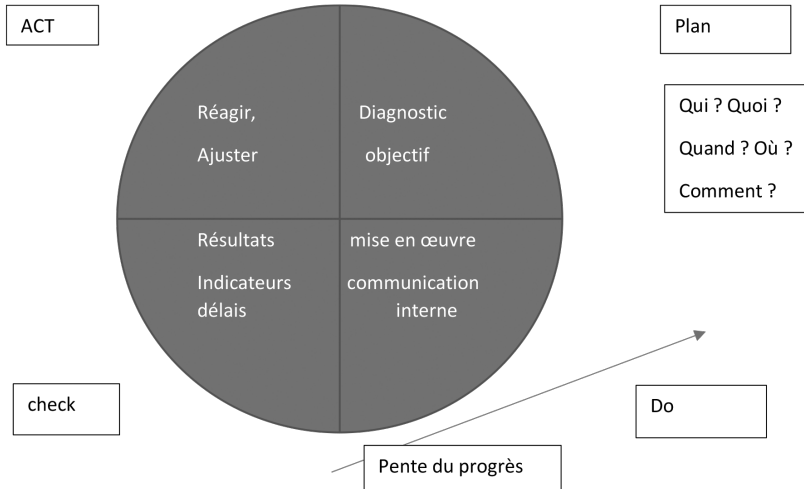 ACT
Plan
Réagir,
Ajuster
Diagnostic
objectif
Qui ? Quoi ?
Quand ? Où ?
Comment ?
Résultats
Indicateurs
délais
mise en œuvre
communication
interne
check
Do
Pente du progrès